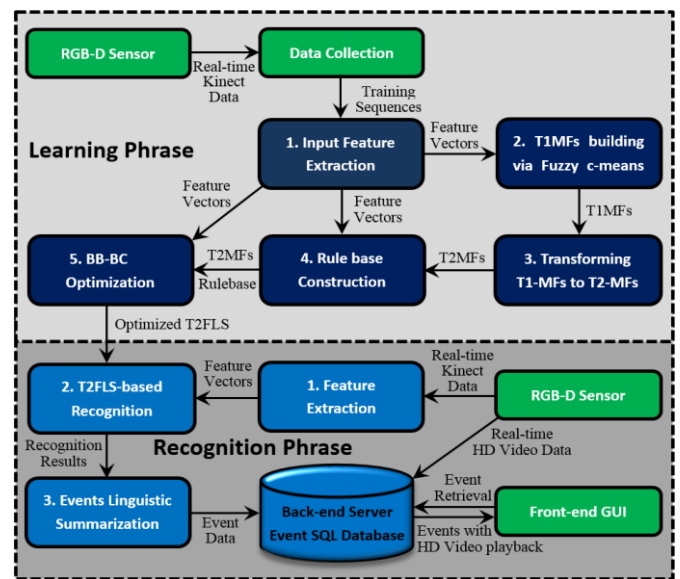 RGB-D Sensor
Real-time
Kinect
Data
Data Collection
Training
Sequences
Learning Phrase
1. Input Feature
Extraction
Feature
Vectors
2. T1MFs building
via Fuzzy c-means
Feature
Vectors
Feature
Vectors
T1MFs
5. BB-BC
Optimization
T2MFs
Rulebase
4. Rule base
Construction
T2MFs
3. Transforming
T1-MFs to T2-MFs
Optimized T2FLS
2. T2FLS-based
Recognition
Feature
Vectors
1. Feature
Extraction
Real-time
Kinect
Data
RGB-D Sensor
Recognition
Results
Recognition Phrase
Real-time
HD Video Data
3. Events Linguistic
Summarization
Event
Data
Back-end Server
Event SQL Database
Event
Retrieval
Events with
HD Video playback
Front-end GUI